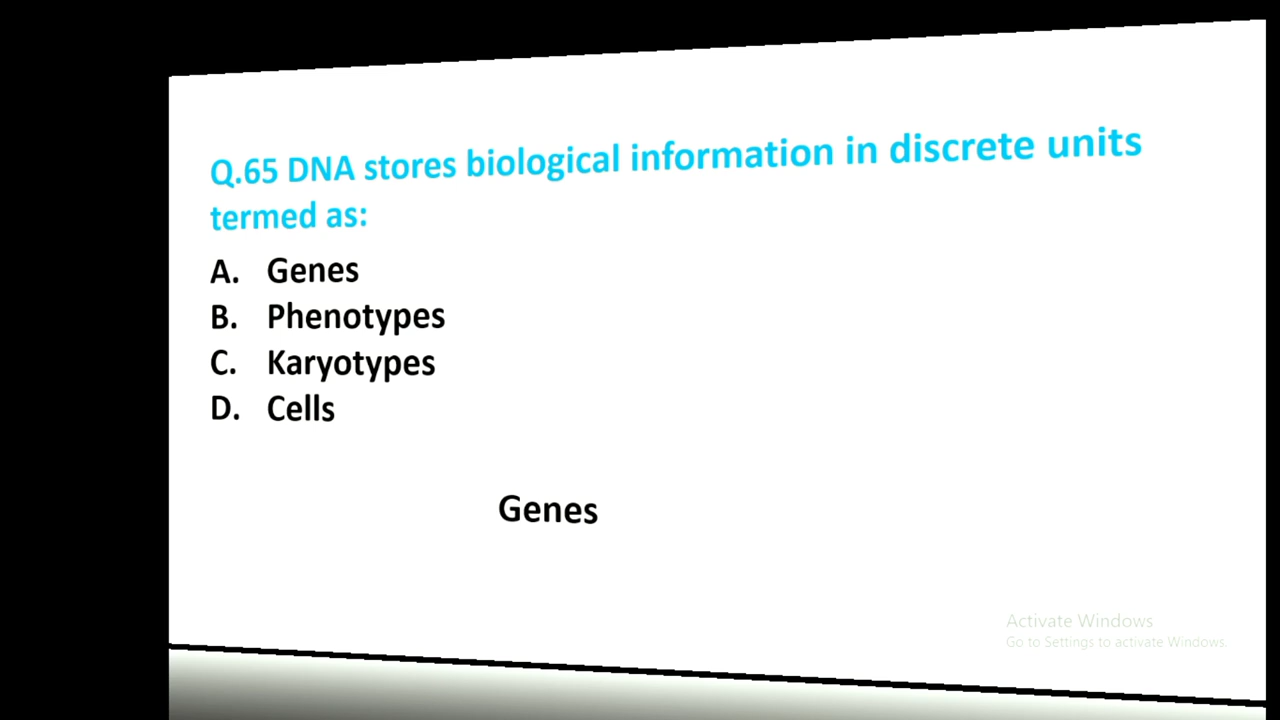 Q.65 DNA stores biological information in discrete units
termed as:
A. Genes
B. Phenotypes
C. Karyotypes
D. Cells
Genes
Activate Windows
Go to Settings to activate Windows.